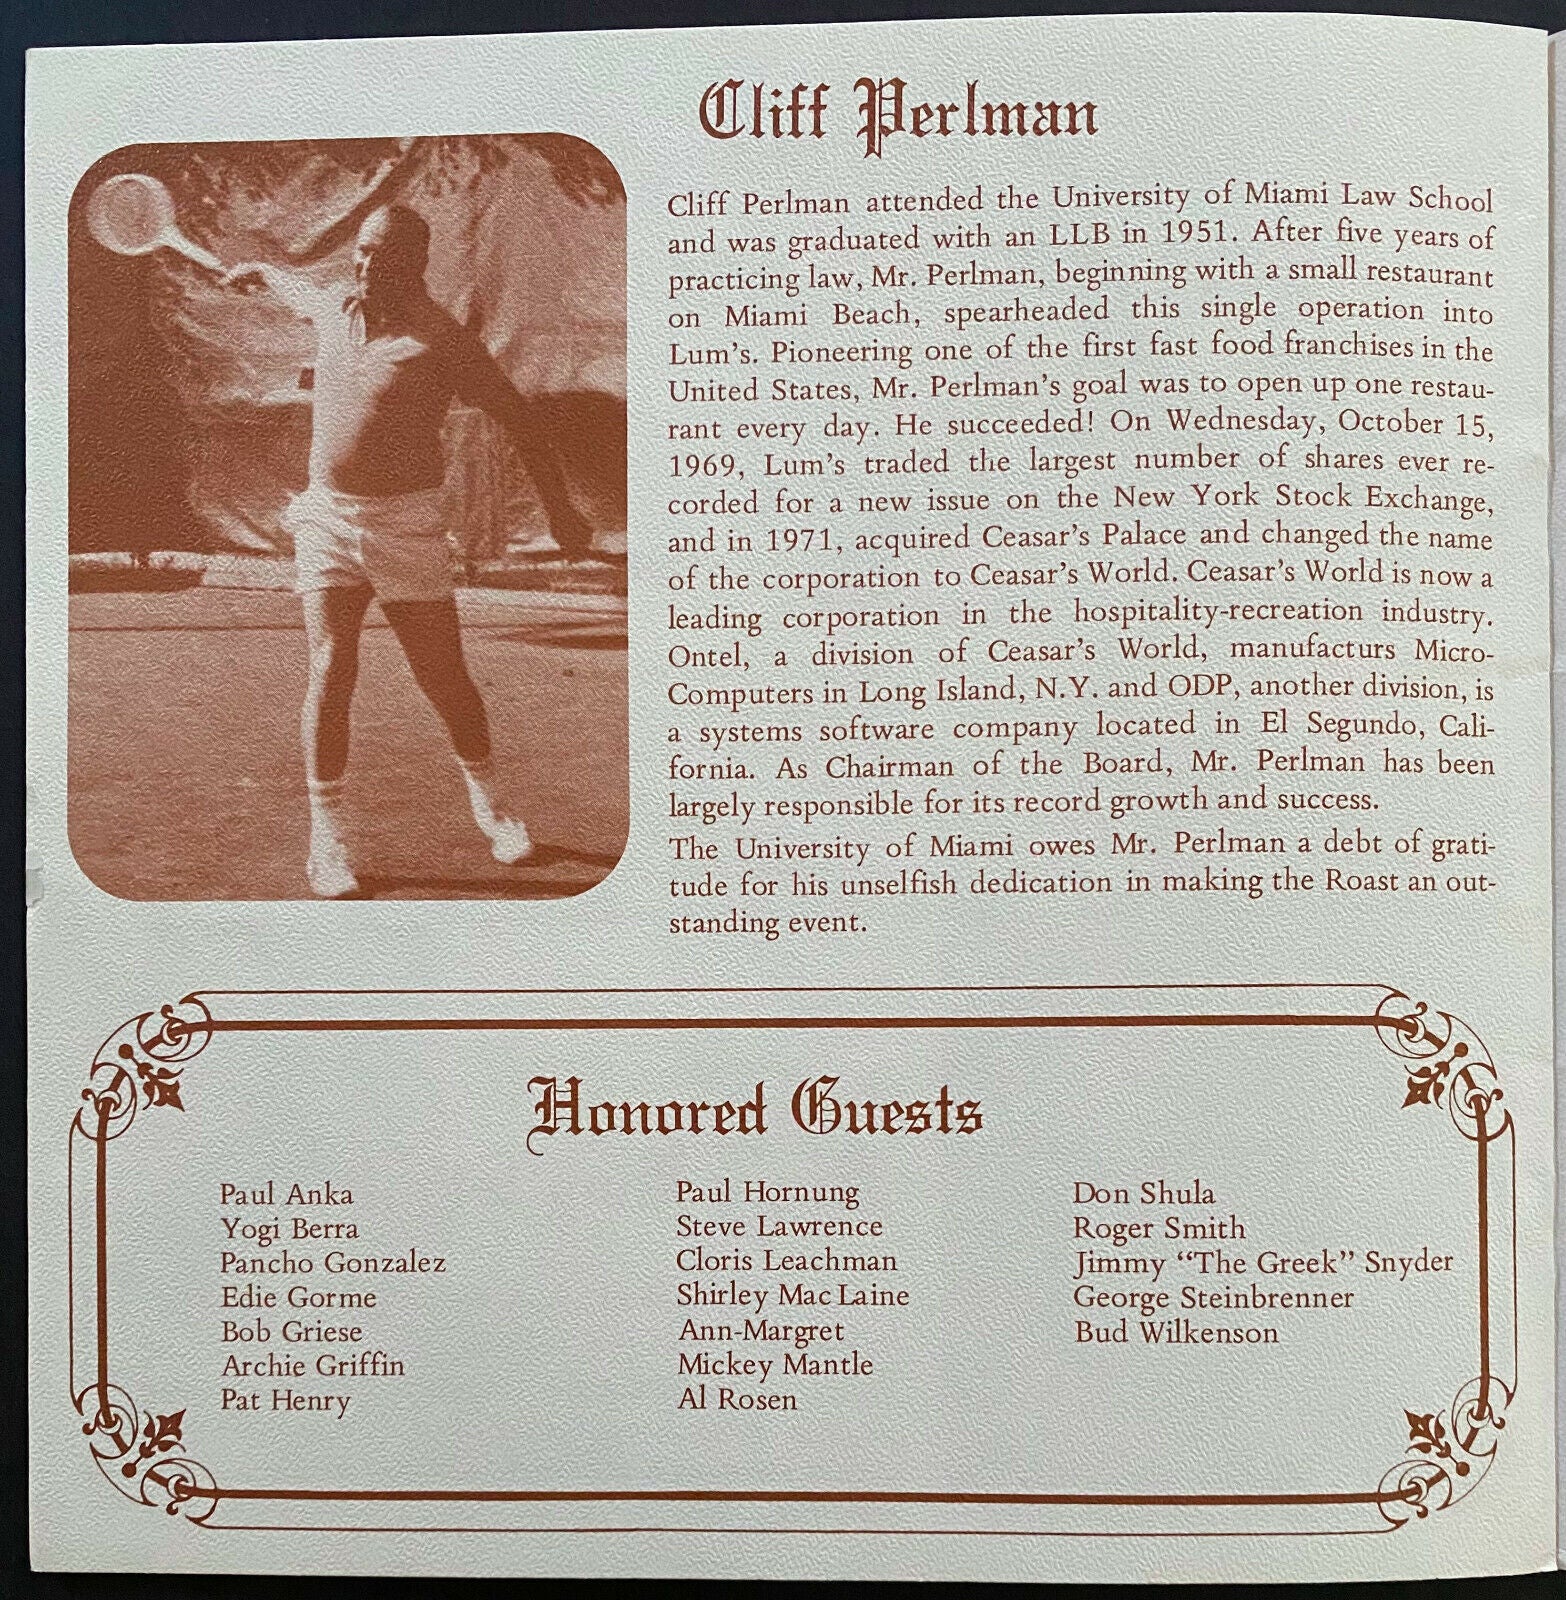 Cliff Perlman
Cliff Perlman attended the University of Miami Law School
and was graduated with an LLB in 1951. After five years of
practicing law, Mr. Perlman, beginning with a small restaurant
on Miami Beach, spearheaded this single operation into
Lum's. Pioneering one of the first fast food franchises in the
United States, Mr. Perlman's goal was to open up one restau-
rant every day. He succeeded! On Wednesday, October 15,
1969, Lum's traded the largest number of shares ever re-
corded for a new issue on the New York Stock Exchange,
and in 1971, acquired Ceasar's Palace and changed the name
of the corporation to Ceasar's World. Ceasar's World is now a
leading corporation in the hospitality-recreation industry.
Ontel, a division of Ceasar's World, manufacturs Micro-
Computers in Long Island, N.Y. and ODP, another division, is
a systems software company located in El Segundo, Cali-
fornia. As Chairman of the Board, Mr. Perlman has been
largely responsible for its record growth and success.
The University of Miami owes Mr. Perlman a debt of grati-
tude for his unselfish dedication in making the Roast an out-
standing event.
Honored Guests
Paul Anka
Yogi Berra
Pancho Gonzalez
Edie Gorme
Bob Griese
Archie Griffin
Pat Henry
Paul Hornung
Steve Lawrence
Cloris Leachman
Shirley Mac Laine
Ann-Margret
Mickey Mantle
Al Rosen
Don Shula
Roger Smith
Jimmy “The Greek” Snyder
George Steinbrenner
Bud Wilkenson